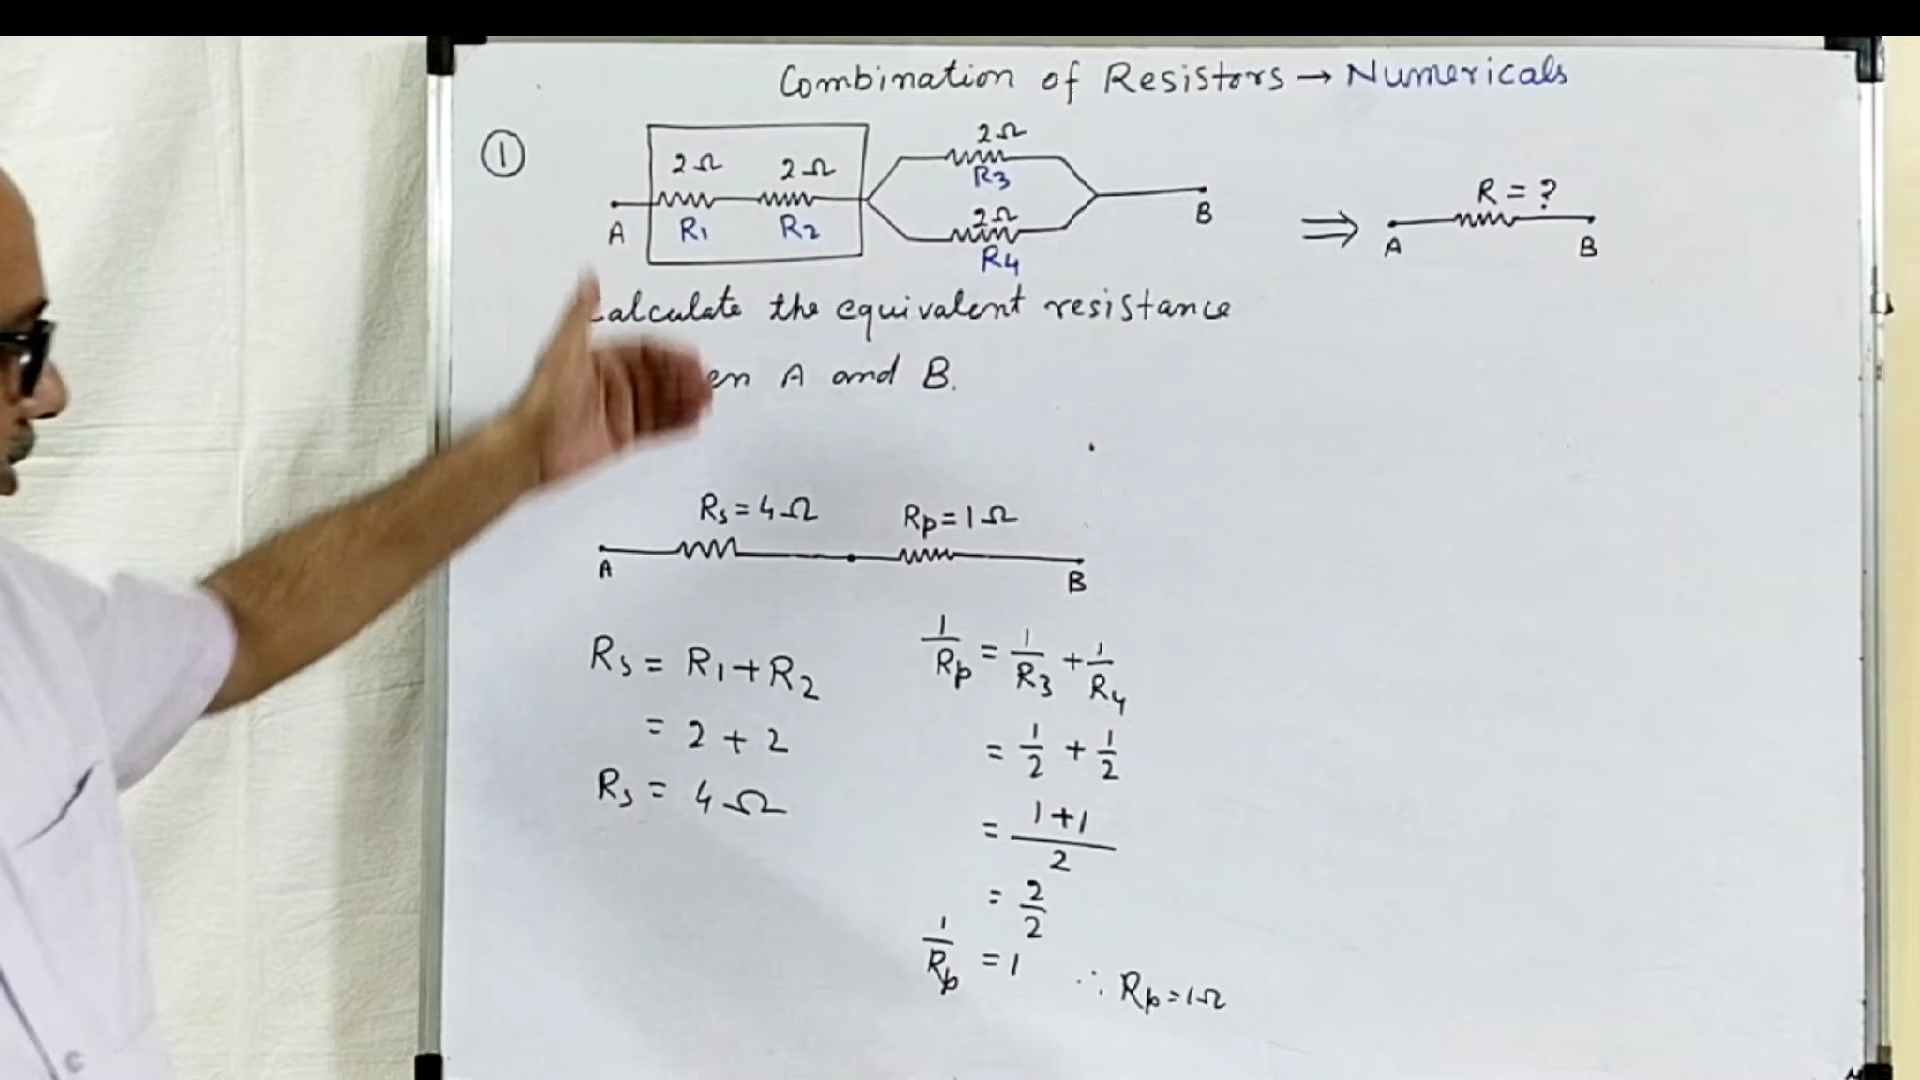 Combination of Resistors → Numericals
①
2Ω 2Ω 2Ω
R1 R2 R3
2Ω
R4
A B
⇒ R = ?
A B
Calculate the equivalent resistance
en A and B.
Rs = 4Ω Rp = 1Ω
A B
Rs = R1 + R2
= 2 + 2
Rs = 4Ω
1/Rp = 1/R3 + 1/R4
= 1/2 + 1/2
= 1+1/2
= 2/2
1/Rp = 1 ∴ Rp = 1Ω